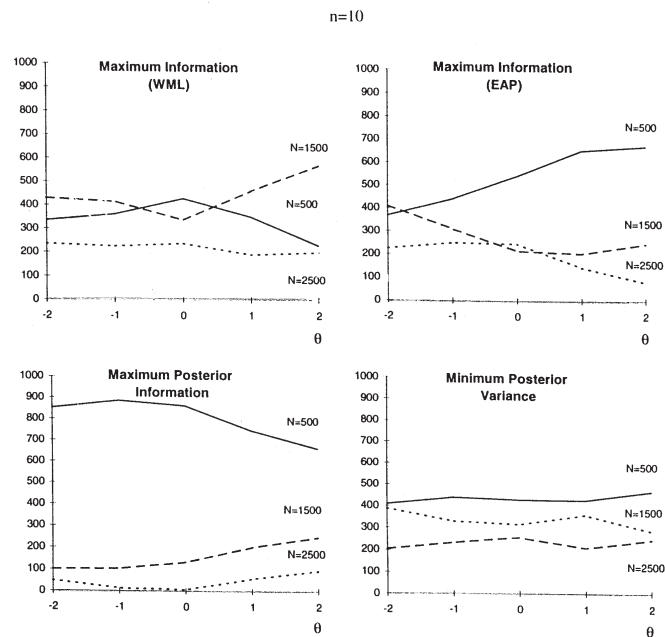 n=10
Maximum Information
(WML)
1000
900
800
700
600
500
400
300
200
100
0
N=1500
N=500
N=2500
-2 -1 0 1 2
θ
Maximum Information
(EAP)
1000
900
800
700
600
500
400
300
200
100
0
N=500
N=1500
N=2500
-2 -1 0 1 2
θ
Maximum Posterior
Information
1000
900
800
700
600
500
400
300
200
100
0
N=500
N=1500
N=2500
-2 -1 0 1 2
θ
Minimum Posterior
Variance
1000
900
800
700
600
500
400
300
200
100
0
N=500
N=1500
N=2500
-2 -1 0 1 2
θ